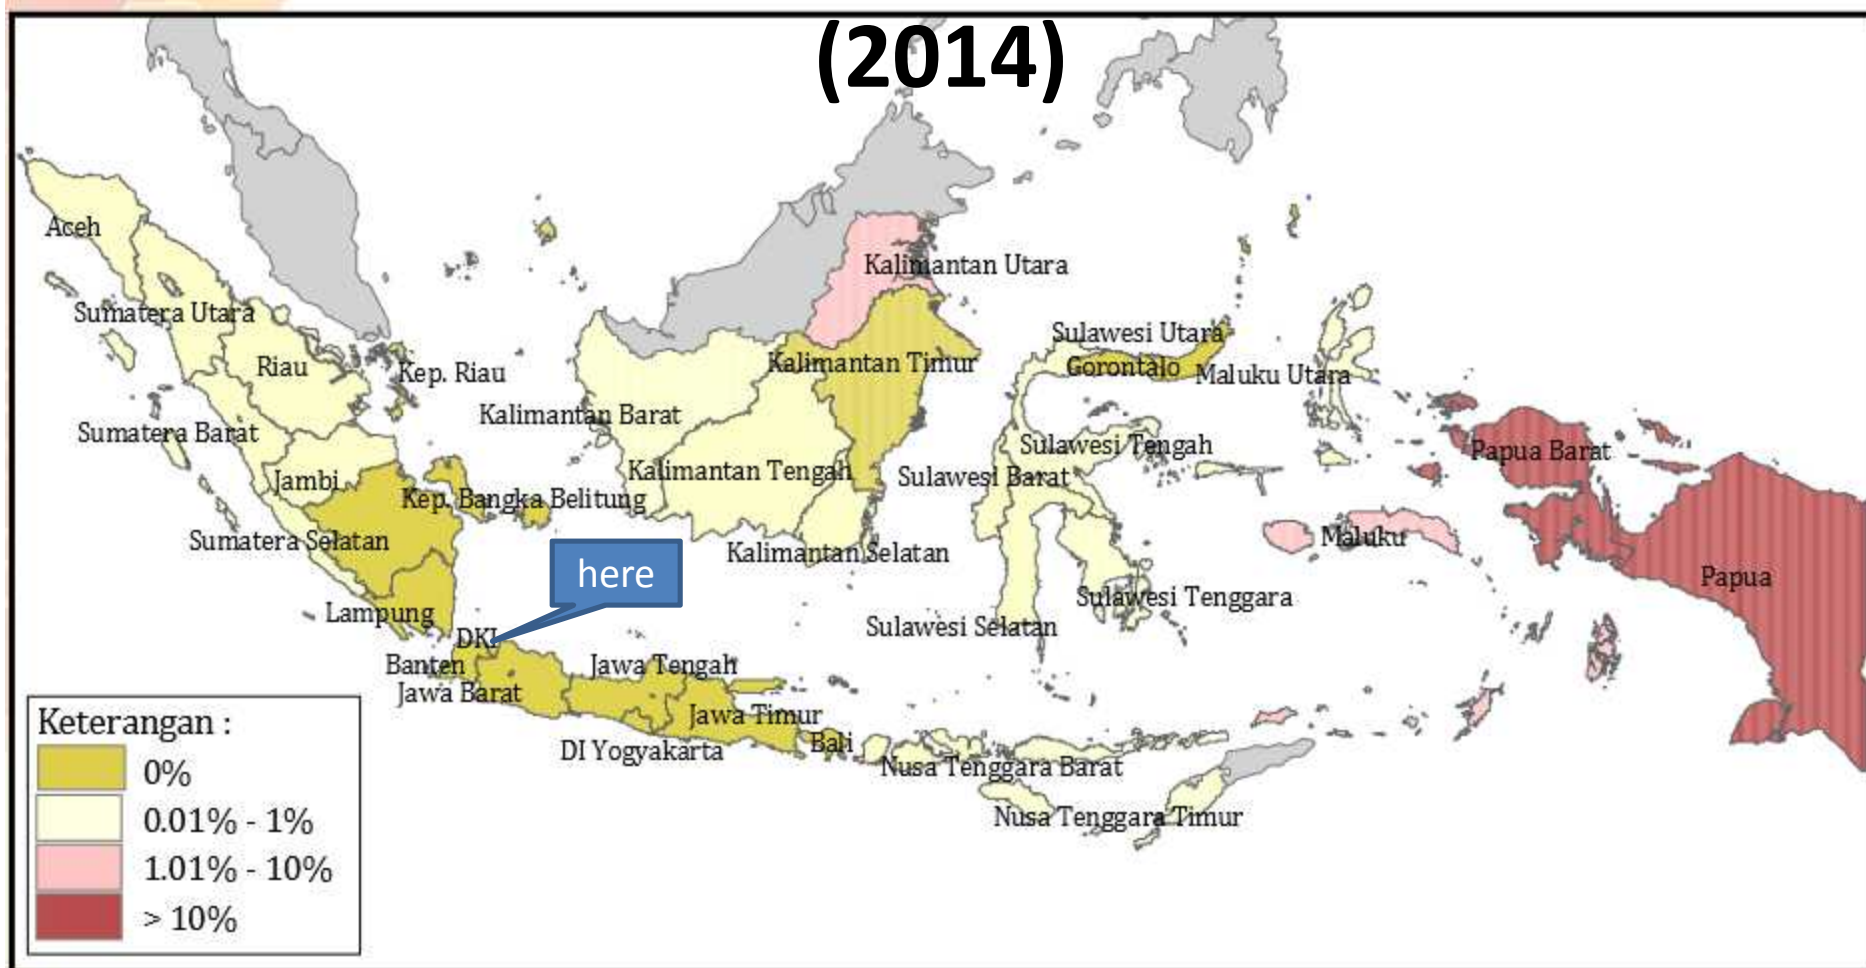 (2014)
Aceh
Kalimantan Utara
Sumatera Utara
Sulawesi Utara
Riau
Kep. Riau
Kalimantan Timur
Gorontalo
Maluku Utara
Kalimantan Barat
Sumatera Barat
Sulawesi Tengah
Papua Barat
Jambi
Kalimantan Tengah
Sulawesi Barat
Kep. Bangka Belitung
Sumatera Selatan
Maluku
Kalimantan Selatan
here
Papua
Sulawesi Tenggara
Lampung
Sulawesi Selatan
DKI
Banten
Jawa Tengah
Jawa Barat
Jawa Timur
Bali
DI Yogyakarta
Nusa Tenggara Barat
Nusa Tenggara Timur
Keterangan :
0%
0.01% - 1%
1.01% - 10%
> 10%